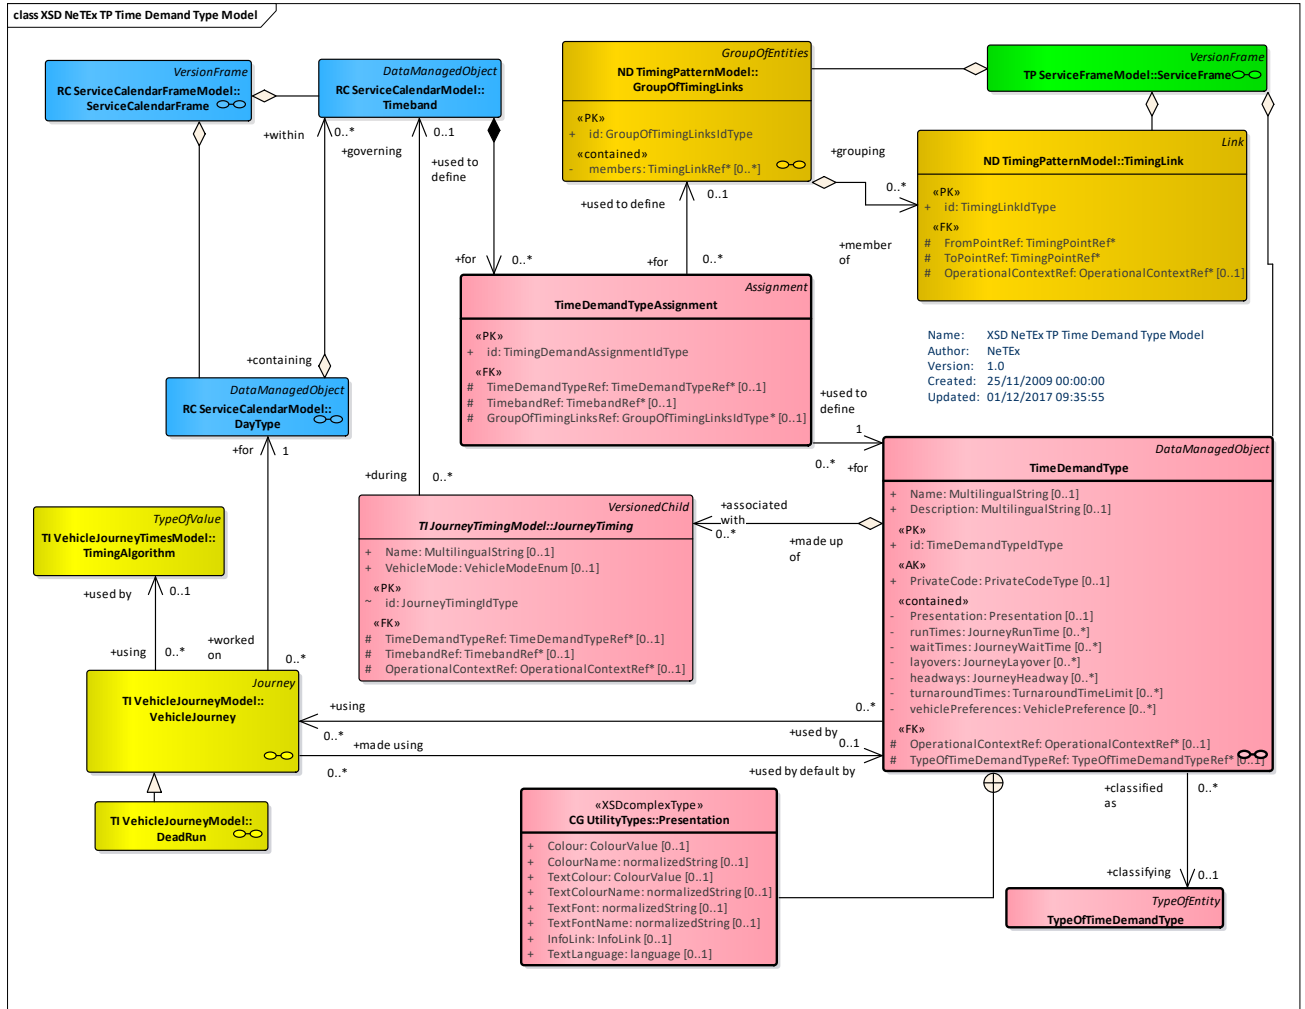 class XSD NeTEx TP Time Demand Type Model
VersionFrame
RC ServiceCalendarFrameModel::
ServiceCalendarFrame
DataManagedObject
RC ServiceCalendarModel::
Timeband
GroupOfEntities
ND TimingPatternModel::
GroupOfTimingLinks
«PK»
+ id: GroupOfTimingLinksIdType
«contained»
- members: TimingLinkRef* [0..*]
VersionFrame
TP ServiceFrameModel::ServiceFrame
Link
ND TimingPatternModel::TimingLink
«PK»
+ id: TimingLinkIdType
«FK»
# FromPointRef: TimingPointRef*
# ToPointRef: TimingPointRef*
# OperationalContextRef: OperationalContextRef* [0..1]
+within
0..*
+governing
0..1
+used to
define
+grouping
0..*
+member
of
+used to define
0..1
+for
0..*
+for
0..*
Assignment
TimeDemandTypeAssignment
«PK»
+ id: TimingDemandAssignmentIdType
«FK»
# TimeDemandTypeRef: TimeDemandTypeRef* [0..1]
# TimebandRef: TimebandRef* [0..1]
# GroupOfTimingLinksRef: GroupOfTimingLinksIdType* [0..1]
Name: XSD NeTEx TP Time Demand Type Model
Author: NeTEx
Version: 1.0
Created: 25/11/2009 00:00:00
Updated: 01/12/2017 09:35:55
+containing
DataManagedObject
RC ServiceCalendarModel::
DayType
+for
1
+used to
define
1
0..*
+for
+during
0..*
DataManagedObject
TimeDemandType
+ Name: MultilingualString [0..1]
+ Description: MultilingualString [0..1]
«PK»
+ id: TimeDemandTypeIdType
«AK»
+ PrivateCode: PrivateCodeType [0..1]
«contained»
- Presentation: Presentation [0..1]
- runTimes: JourneyRunTime [0..*]
- waitTimes: JourneyWaitTime [0..*]
- layovers: JourneyLayover [0..*]
- headways: JourneyHeadway [0..*]
- turnaroundTimes: TurnaroundTimeLimit [0..*]
- vehiclePreferences: VehiclePreference [0..*]
«FK»
# OperationalContextRef: OperationalContextRef* [0..1]
# TypeOfTimeDemandTypeRef: TypeOfTimeDemandTypeRef* [0..1]
VersionedChild
TI JourneyTimingModel::JourneyTiming
+ Name: MultilingualString [0..1]
+ VehicleMode: VehicleModeEnum [0..1]
«PK»
~ id: JourneyTimingIdType
«FK»
# TimeDemandTypeRef: TimeDemandTypeRef* [0..1]
# TimebandRef: TimebandRef* [0..1]
# OperationalContextRef: OperationalContextRef* [0..1]
+associated
with
0..*
+made up
of
TypeOfValue
TI VehicleJourneyTimesModel::
TimingAlgorithm
+used by
0..1
+using
0..*
+worked
on
0..*
Journey
TI VehicleJourneyModel::
VehicleJourney
+using
0..*
0..*
+used by
+made using
0..*
0..1
+used by default by
TI VehicleJourneyModel::
DeadRun
«XSDcomplexType»
CG UtilityTypes::Presentation
+ Colour: ColourValue [0..1]
+ ColourName: normalizedString [0..1]
+ TextColour: ColourValue [0..1]
+ TextColourName: normalizedString [0..1]
+ TextFont: normalizedString [0..1]
+ TextFontName: normalizedString [0..1]
+ InfoLink: InfoLink [0..1]
+ TextLanguage: language [0..1]
+classified
as
0..*
+classifying
0..1
TypeOfEntity
TypeOfTimeDemandType